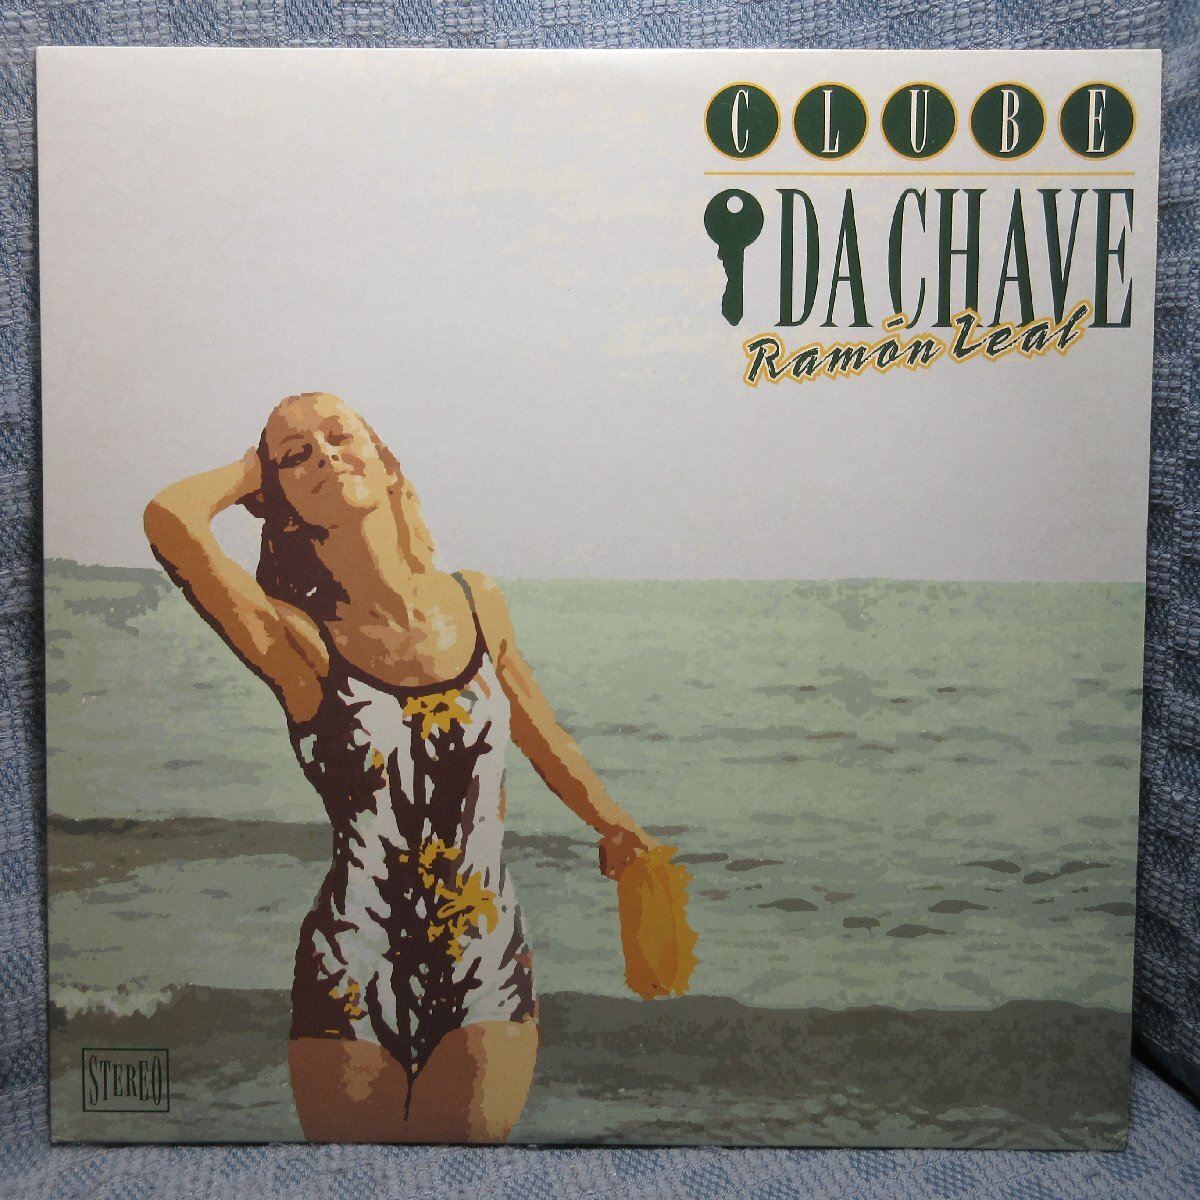 CLUBE
DA CHAVE
Ramón Leal
STEREO